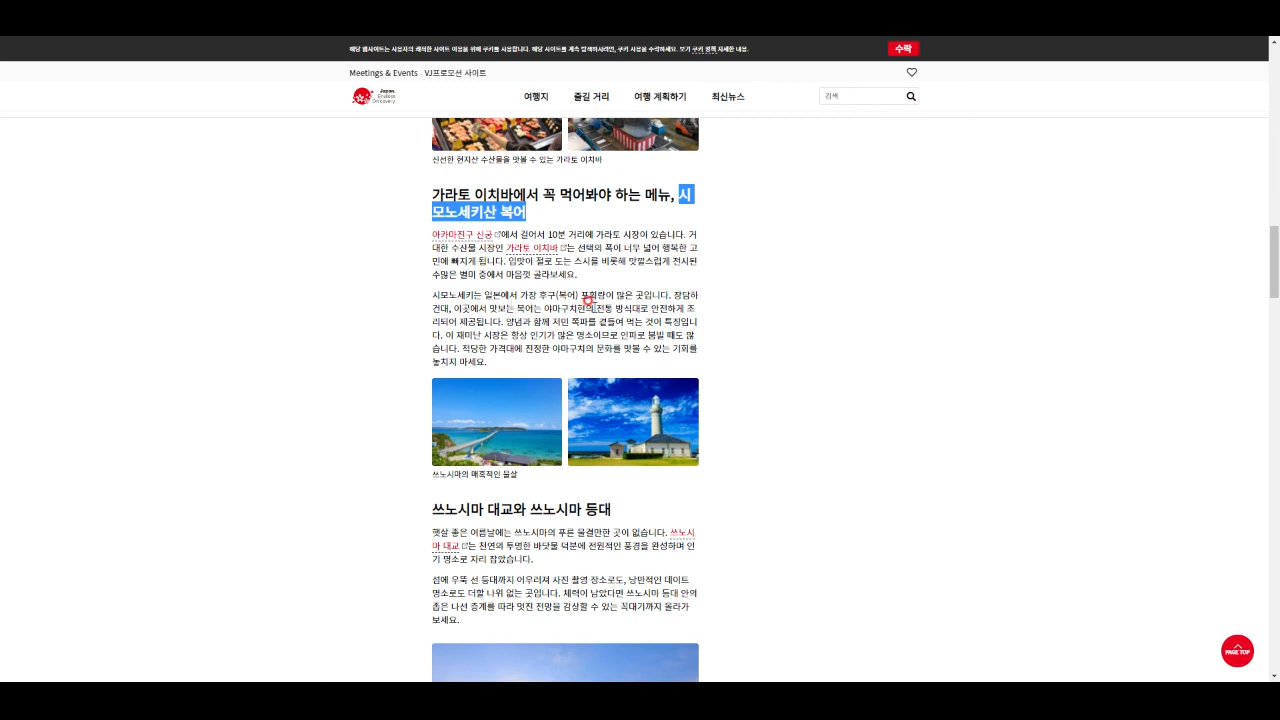 해당 웹사이트는 사용자의 쾌적한 사이트 이용을 위해 쿠키를 사용합니다. 해당 사이트를 계속 탐색하시려면, 쿠키 사용을 수락하세요. 보기 쿠키 정책 자세한 내용.
수락
Meetings & Events VJ프로모션 사이트
Japan.
Endless
Discovery.
여행지 즐길 거리 여행 계획하기 최신뉴스
검색
신선한 현지산 수산물을 맛볼 수 있는 가라토 이치바
가라토 이치바에서 꼭 먹어봐야 하는 메뉴, 시
모노세키산 복어
아카마진구 신궁에서 걸어서 10분 거리에 가라토 시장이 있습니다. 거
대한 수산물 시장인 가라토 이치바는 선택의 폭이 너무 넓어 행복한 고
민에 빠지게 됩니다. 입맛이 절로 도는 스시를 비롯해 맛깔스럽게 전시된
수많은 별미 중에서 마음껏 골라보세요.
시모노세키는 일본에서 가장 후구(복어) 포획량이 많은 곳입니다. 장담하
건대, 이곳에서 맛보는 복어는 야마구치현의 전통 방식대로 안전하게 조
리되어 제공됩니다. 양념과 함께 저민 쪽파를 곁들여 먹는 것이 특징입니
다. 이 재미난 시장은 항상 인기가 많은 명소이므로 인파로 붐빌 때도 많
습니다. 적당한 가격대에 진정한 야마구치의 문화를 맛볼 수 있는 기회를
놓치지 마세요.
쓰노시마의 매혹적인 물살
쓰노시마 대교와 쓰노시마 등대
햇살 좋은 여름날에는 쓰노시마의 푸른 물결만한 곳이 없습니다. 쓰노시
마 대교는 천연의 투명한 바닷물 덕분에 전원적인 풍경을 완성하며 인
기 명소로 자리 잡았습니다.
섬에 우뚝 선 등대까지 어우러져 사진 촬영 장소로도, 낭만적인 데이트
명소로도 더할 나위 없는 곳입니다. 체력이 남았다면 쓰노시마 등대 안의
좁은 나선 층계를 따라 멋진 전망을 감상할 수 있는 꼭대기까지 올라가
보세요.
PAGE TOP